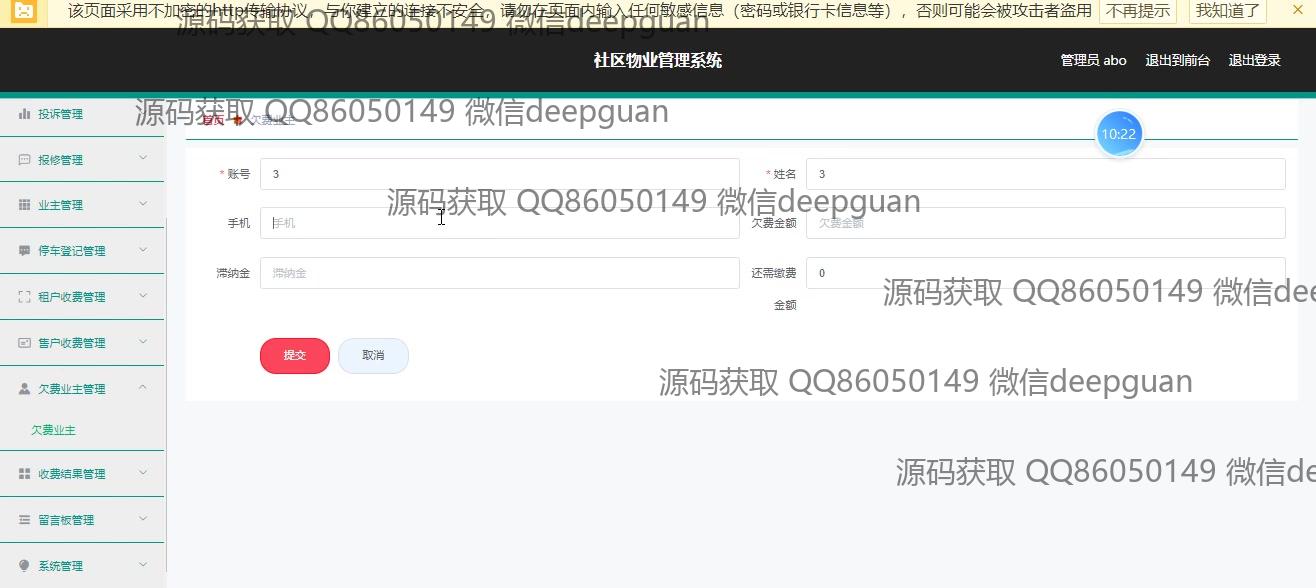 该页面采用不加密的http传输协议，与你建立的连接不安全，请勿在页面内输入任何敏感信息（密码或银行卡信息等），否则可能会被攻击者盗用 不再提示 我知道了
源码获取 QQ86050149 微信deepguan
社区物业管理系统 管理员 abo 退出到前台 退出登录
投诉管理
源码获取 QQ86050149 微信deepguan
首页 欠费业主
10:22
报修管理
* 账号 3 * 姓名 3
业主管理
源码获取 QQ86050149 微信deepguan
手机 手机 欠费金额 欠费金额
停车登记管理
滞纳金 滞纳金 还需缴费金额 0
源码获取 QQ86050149 微信dee
租户收费管理
售户收费管理
提交 取消
源码获取 QQ86050149 微信deepguan
欠费业主管理
欠费业主
收费结果管理
源码获取 QQ86050149 微信de
留言板管理
系统管理